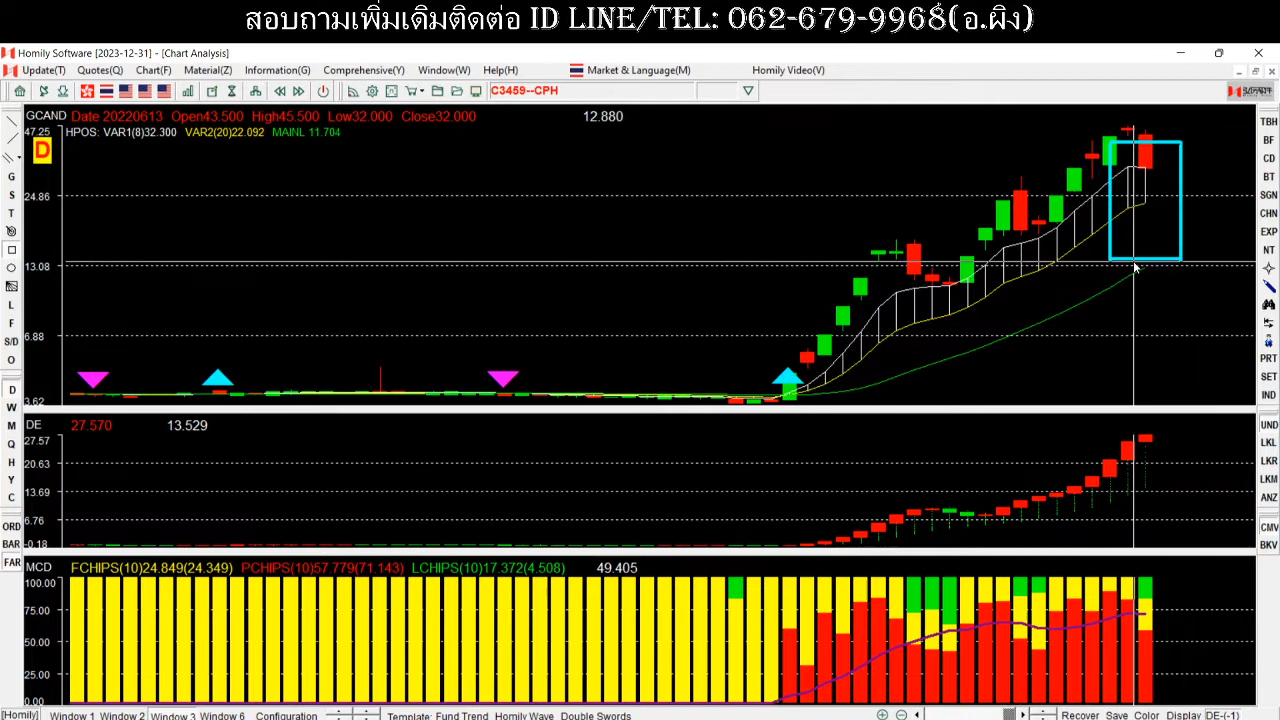 สอบถามเพิ่มเติมติดต่อ ID LINE/TEL: 062-679-9968(อ.ผิง)
Homily Software [2023-12-31] - [Chart Analysis]
Update(T) Quotes(Q) Chart(F) Material(Z) Information(G) Comprehensive(Y) Window(W) Help(H) Market & Language(M) Homily Video(V)
C3459--CPH
GCAND Date 20220613 Open43.500 High45.500 Low32.000 Close32.000 12.880
47.25 HPOS: VAR1(8)32.300 VAR2(20)22.092 MAINL 11.704
D
24.86
13.08
6.88
3.62
DE 27.570 13.529
27.57
20.63
13.69
6.76
-0.18
MCD FCHIPS(10)24.849(24.349) PCHIPS(10)57.779(71.143) LCHIPS(10)17.372(4.508) 49.405
100.00
75.00
50.00
25.00
0.00
G
S
T
L
F
S/D
O
D
W
M
Q
H
Y
C
ORD
BAR
FAR
TBH
BF
CD
BT
SGN
CHN
EXP
NT
PRT
SET
IND
UND
LKL
LKR
LKM
ANZ
CMV
BKV
[Homily] Window 1 Window 2 Window 3 Window 6 Configuration Template: Fund Trend Homily Wave Double Swords Recover Save Color Display DE-(-1)